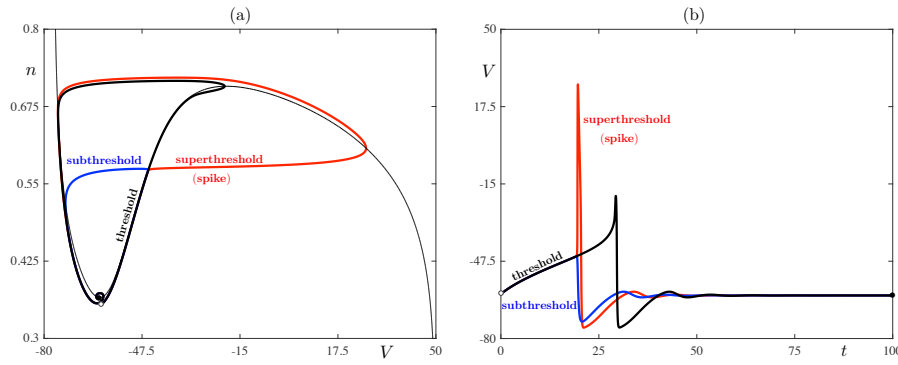 (a)
0.8
n
0.675
0.55
0.425
0.3
-80
-47.5
-15
17.5
V
50
subthreshold
superthreshold
(spike)
threshold
(b)
50
V
17.5
-15
-47.5
-80
0
25
50
75
t
100
superthreshold
(spike)
threshold
subthreshold